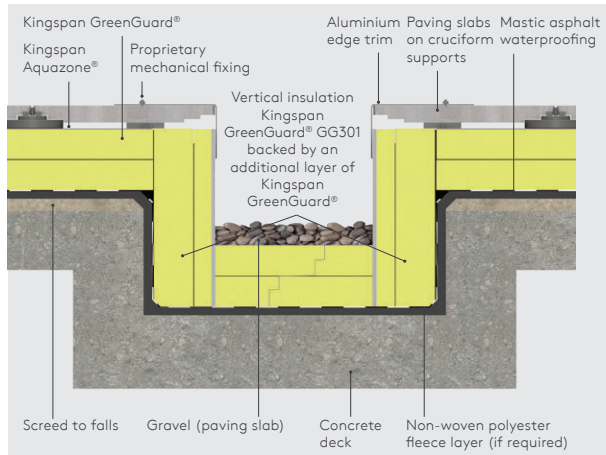 Kingspan GreenGuard®
Kingspan
Aquazone®
Proprietary
mechanical fixing
Vertical insulation
Kingspan
GreenGuard® GG301
backed by an
additional layer of
Kingspan
GreenGuard®
Aluminium
edge trim
Paving slabs
on cruciform
supports
Mastic asphalt
waterproofing
Screed to falls
Gravel (paving slab)
Concrete
deck
Non-woven polyester
fleece layer (if required)